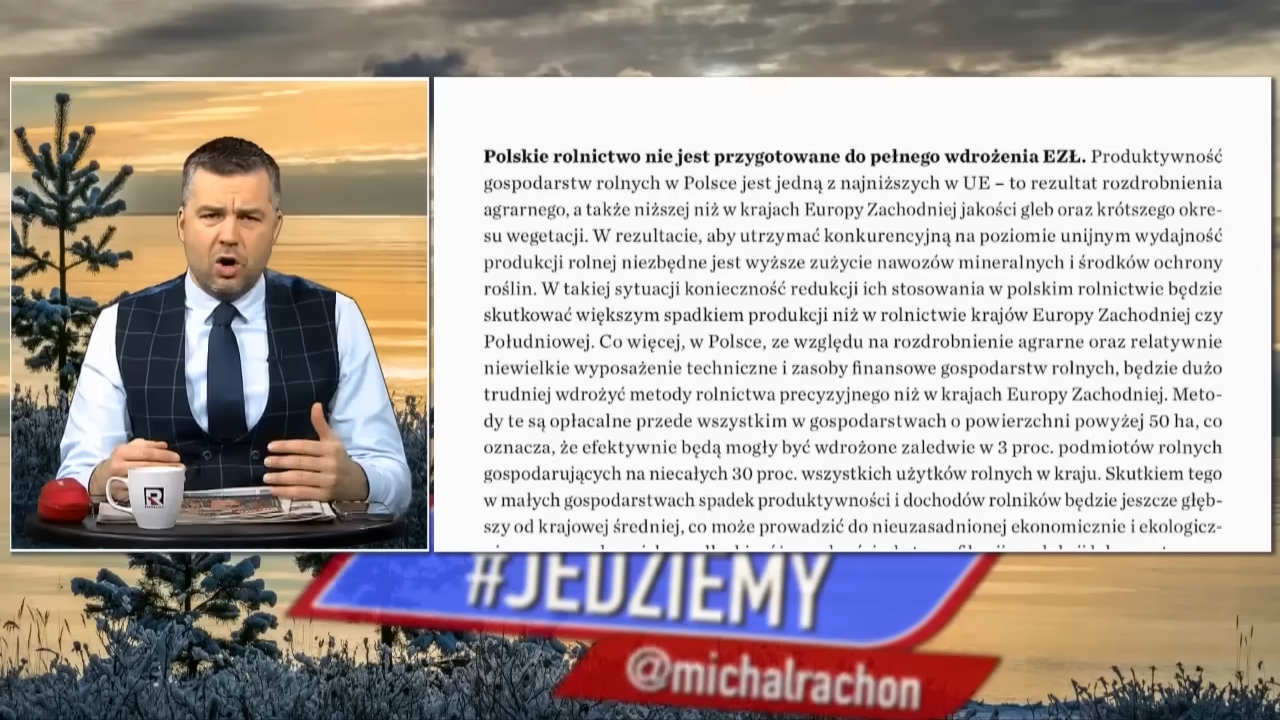 Polskie rolnictwo nie jest przygotowane do pełnego wdrożenia EZŁ. Produktywność
gospodarstw rolnych w Polsce jest jedną z najniższych w UE – to rezultat rozdrobnienia
agrarnego, a także niższej niż w krajach Europy Zachodniej jakości gleb oraz krótszego okre-
su wegetacji. W rezultacie, aby utrzymać konkurencyjną na poziomie unijnym wydajność
produkcji rolnej niezbędne jest wyższe zużycie nawozów mineralnych i środków ochrony
roślin. W takiej sytuacji konieczność redukcji ich stosowania w polskim rolnictwie będzie
skutkować większym spadkiem produkcji niż w rolnictwie krajów Europy Zachodniej czy
Południowej. Co więcej, w Polsce, ze względu na rozdrobnienie agrarne oraz relatywnie
niewielkie wyposażenie techniczne i zasoby finansowe gospodarstw rolnych, będzie dużo
trudniej wdrożyć metody rolnictwa precyzyjnego niż w krajach Europy Zachodniej. Meto-
dy te są opłacalne przede wszystkim w gospodarstwach o powierzchni powyżej 50 ha, co
oznacza, że efektywnie będą mogły być wdrożone zaledwie w 3 proc. podmiotów rolnych
gospodarujących na niecałych 30 proc. wszystkich użytków rolnych w kraju. Skutkiem tego
w małych gospodarstwach spadek produktywności i dochodów rolników będzie jeszcze głęb-
szy od krajowej średniej, co może prowadzić do nieuzasadnionej ekonomicznie i ekologicz-
R
#JEDZIEMY
@michalrachon